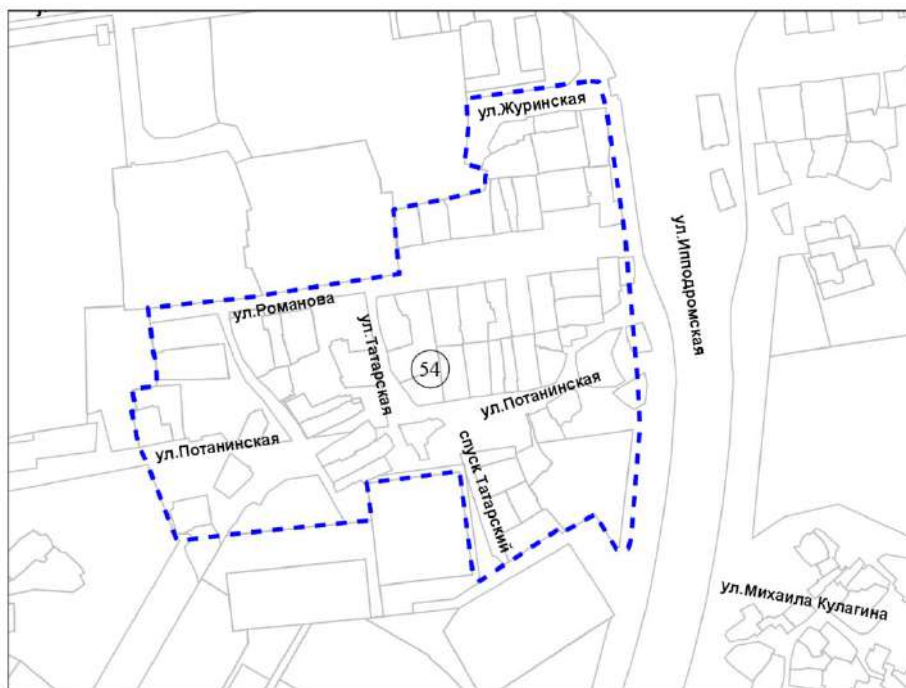 ул.Журинская
ул.Ипподромская
ул.Романова
ул.Татарская
54
ул.Потанинская
ул.Потанинская
спуск Татарский
ул.Михаила Кулагина